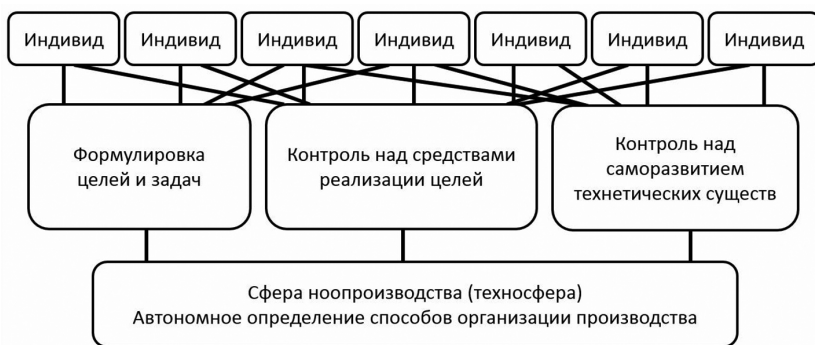 Индивид Индивид Индивид Индивид Индивид Индивид Индивид
Формулировка
целей и задач
Контроль над средствами
реализации целей
Контроль над
саморазвитием
технетических существ
Сфера ноопроизводства (техносфера)
Автономное определение способов организации производства